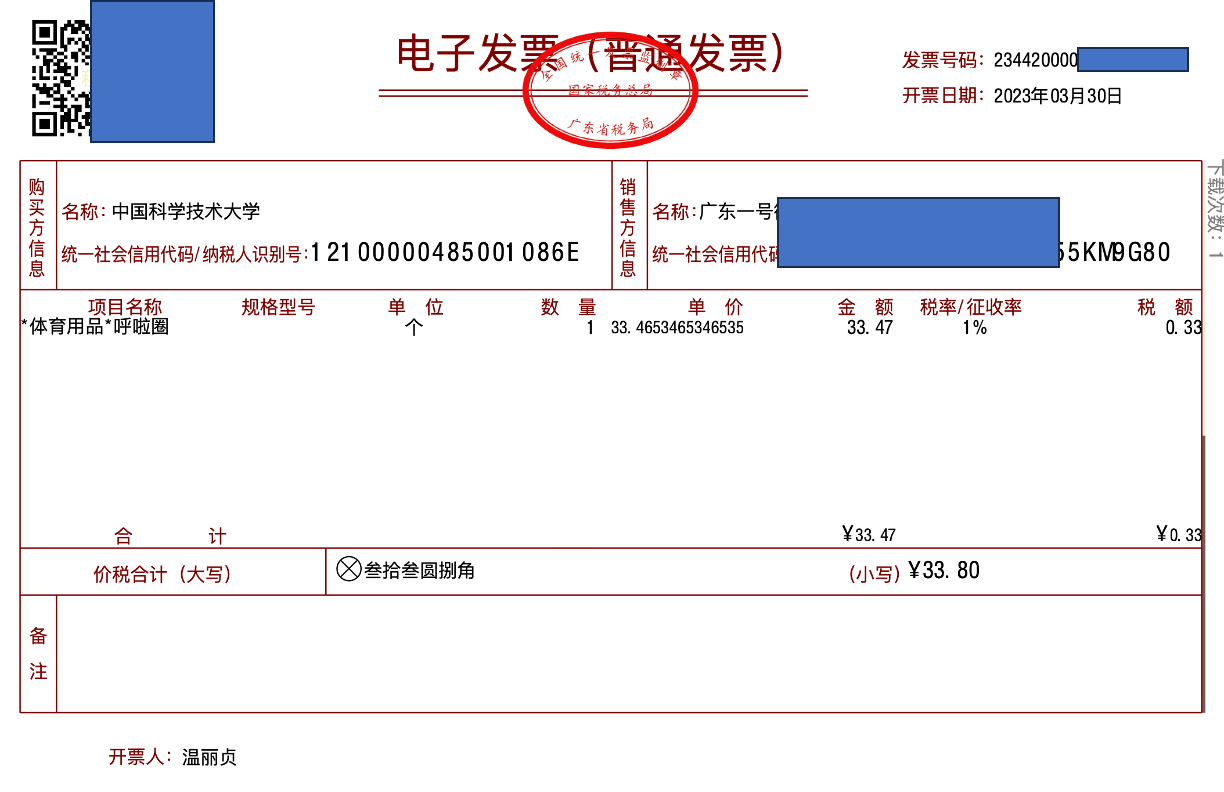 电子发票（普通发票）
全国统一发票监制章
国家税务总局
广东省税务局
发票号码：234420000
开票日期：2023年03月30日
购买方信息
名称：中国科学技术大学
统一社会信用代码/纳税人识别号：12100000485001086E
销售方信息
名称：广东一号
统一社会信用代码
55KM9G80
下载次数：1
项目名称 规格型号 单位 数量 单价 金额 税率/征收率 税额
*体育用品*呼啦圈 个 1 33.4653465346535 33.47 1% 0.33
合计 ¥33.47 ¥0.33
价税合计（大写） ⊗叁拾叁圆捌角 （小写）¥33.80
备注
开票人：温丽贞